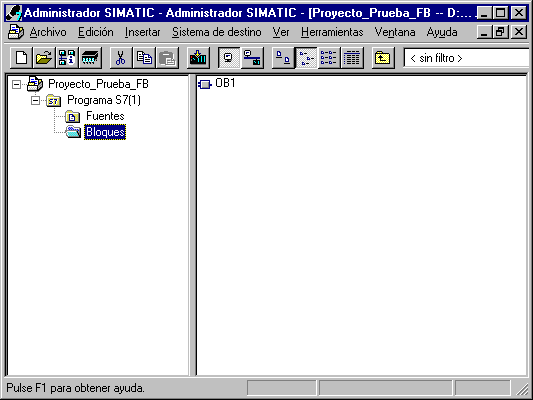 Administrador SIMATIC - Administrador SIMATIC - [Proyecto_Prueba_FB -- D:...
Archivo Edición Insertar Sistema de destino Ver Herramientas Ventana Ayuda
< sin filtro >
Proyecto_Prueba_FB
Programa S7(1)
Fuentes
Bloques
OB1
Pulse F1 para obtener ayuda.